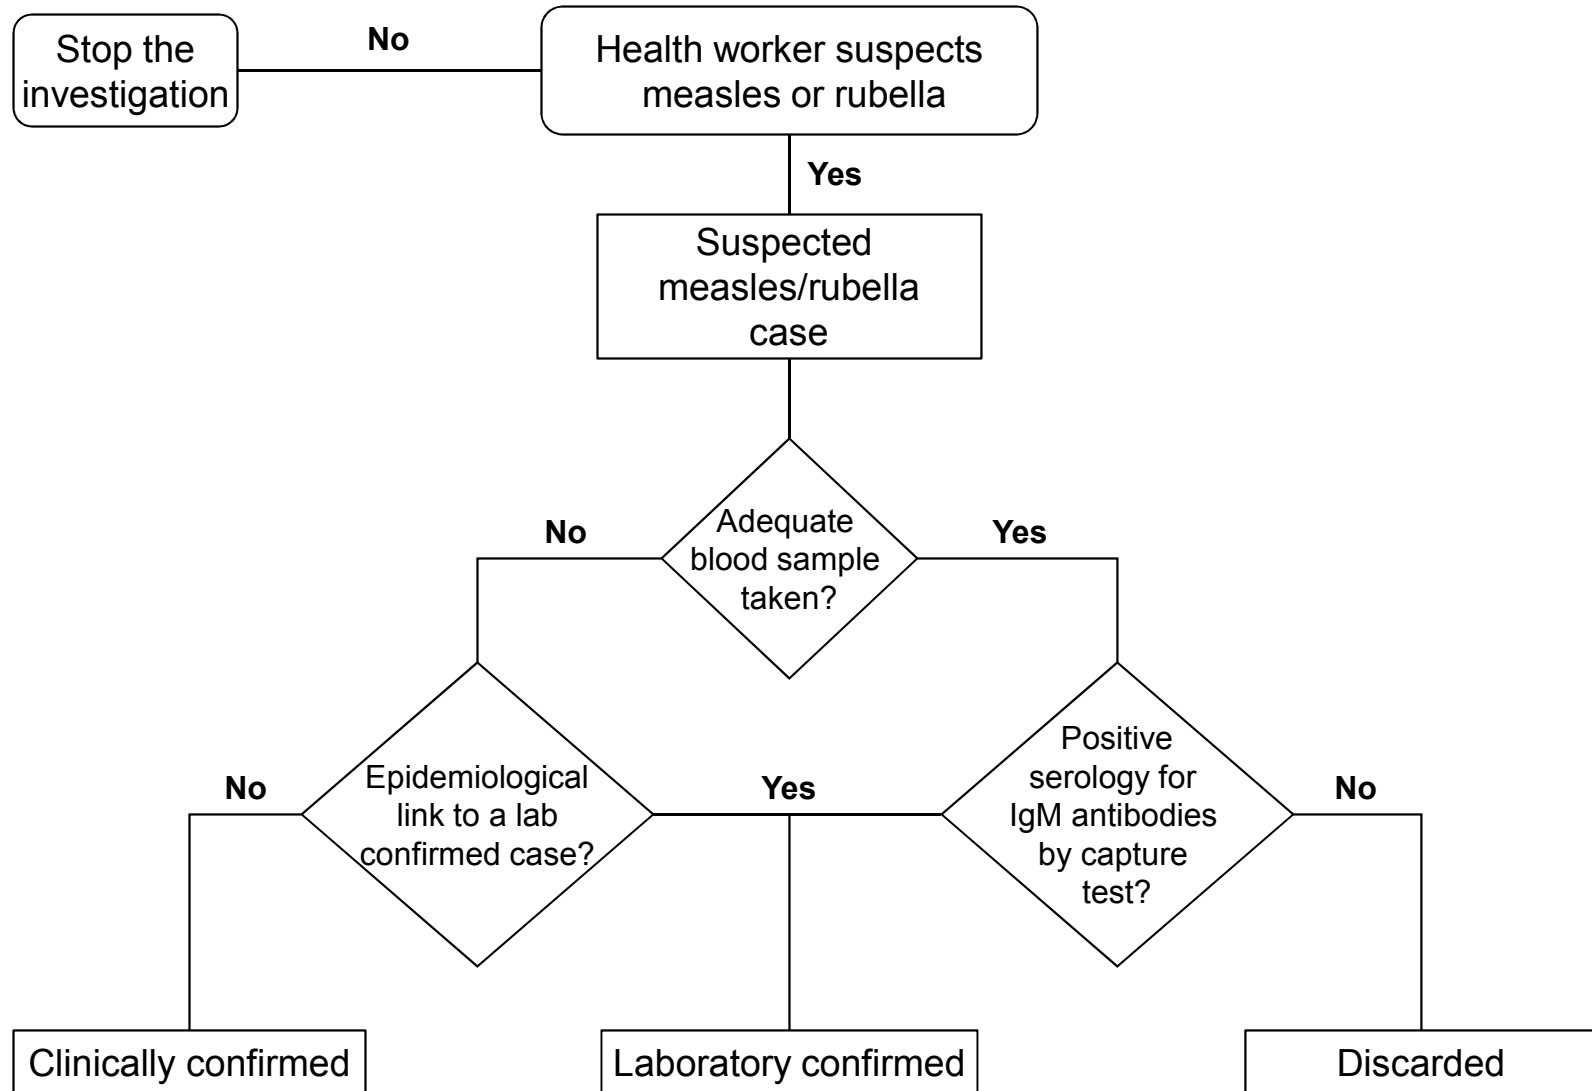 Stop the
investigation
No
Health worker suspects
measles or rubella
Yes
Suspected
measles/rubella
case
Adequate
blood sample
taken?
No
Yes
Epidemiological
link to a lab
confirmed case?
No
Yes
Positive
serology for
IgM antibodies
by capture
test?
No
Clinically confirmed
Laboratory confirmed
Discarded